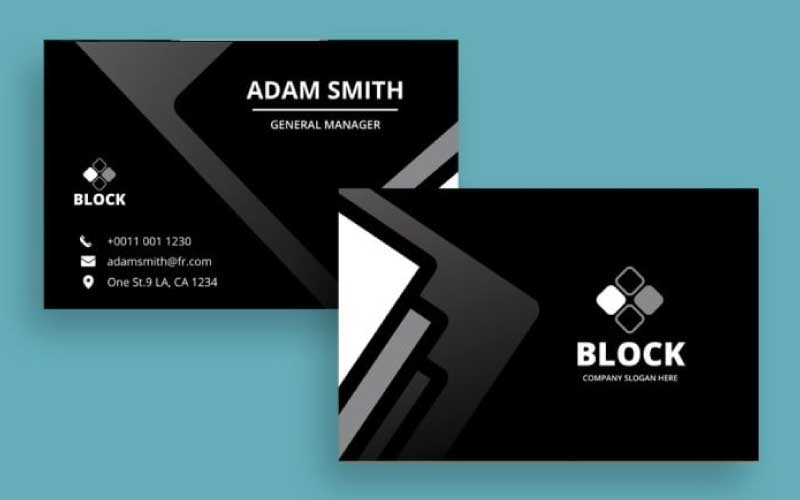 ADAM SMITH
GENERAL MANAGER
BLOCK
+0011 001 1230
adamsmith@fr.com
One St.9 LA, CA 1234
BLOCK
COMPANY SLOGAN HERE